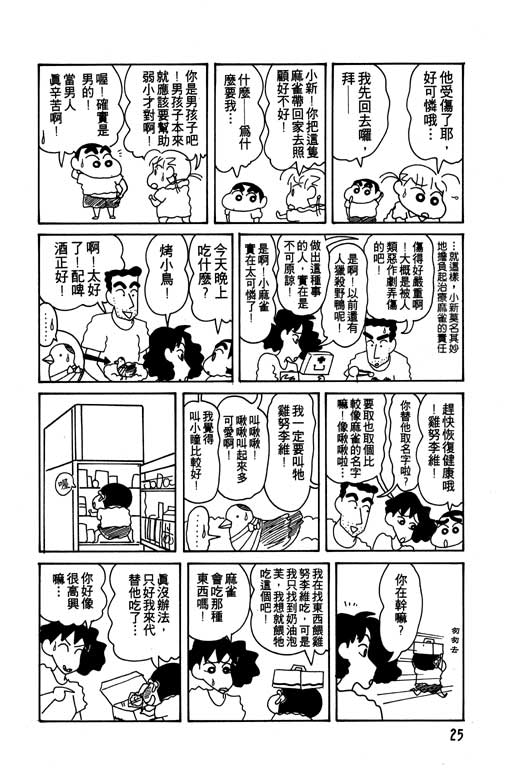 他受傷了耶，
好可憐哦⋯
我先回去囉，
拜——
小新！你把這隻
麻雀帶回家去照
顧好不好！
什麼——為什
麼要我⋯
你是男孩子吧
！男孩子本來
就應該要幫助
弱小才對啊！
喔！確實是
男的！
當男人
真辛苦啊！
⋯就這樣，小新莫名其妙
地擔負起治療麻雀的責任
傷得好嚴重啊
！大概是被人
類惡作劇弄傷
的吧！
是啊！以前還有
人獵殺野鴨呢！
做出這種事
的人，實在是
不可原諒！
是啊！小麻雀
實在太可憐了！
今天晚上
吃什麼？
烤小鳥！
啊！太好
了！配啤
酒正好！
趕快恢復健康哦
！雞努李維！
你替他取名字啦？
要取也取個比
較像麻雀的名字
嘛！像啾啦⋯
我一定要叫牠
雞努李維！
叫啾啾！
啾啾叫起來多
可愛啊！
我覺得
叫小瞳比較好！
喔
匆匆去
你在幹嘛？
我在找東西餵雞
努李維吃，可是
我只找到奶油泡
芙，我想就餵牠
吃這個吧！
麻雀
會吃那種
東西嗎！
真沒辦法，
只好我來代
替他吃了⋯
你好像
很高興
嘛⋯
25